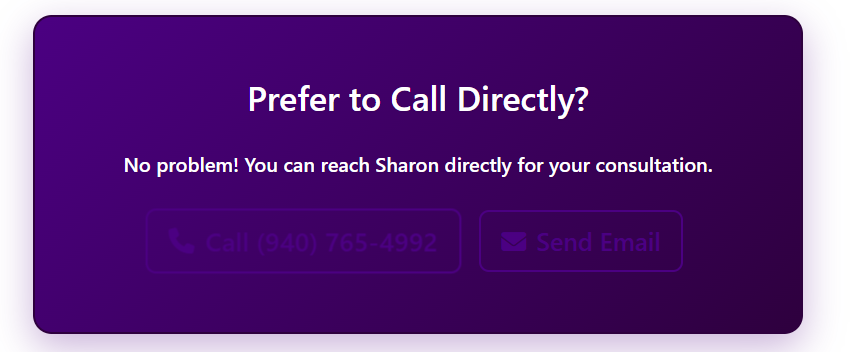 Prefer to Call Directly?
No problem! You can reach Sharon directly for your consultation.
Call (940) 765-4992
Send Email